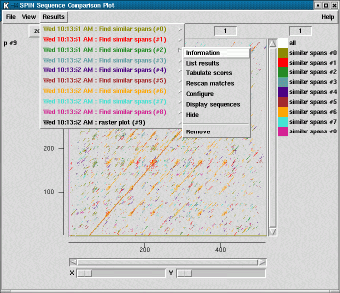 SPIN Sequence Comparison Plot
File View Results Help
1 1
p #9
Wed 10:13:51 AM : Find similar spans (#0)
Wed 10:13:51 AM : Find similar spans (#1)
Wed 10:13:52 AM : Find similar spans (#2)
Wed 10:13:52 AM : Find similar spans (#3)
Wed 10:13:52 AM : Find similar spans (#4)
Wed 10:13:52 AM : Find similar spans (#5)
Wed 10:13:52 AM : Find similar spans (#6)
Wed 10:13:52 AM : Find similar spans (#7)
Wed 10:13:52 AM : Find similar spans (#8)
Wed 10:13:52 AM : raster plot (#9)
Information
List results
Tabulate scores
Rescan matches
Configure
Display sequences
Hide
Remove
all
similar spans #0
similar spans #1
similar spans #2
similar spans #3
similar spans #4
similar spans #5
similar spans #6
similar spans #7
similar spans #8
200
100
200 400
X Y